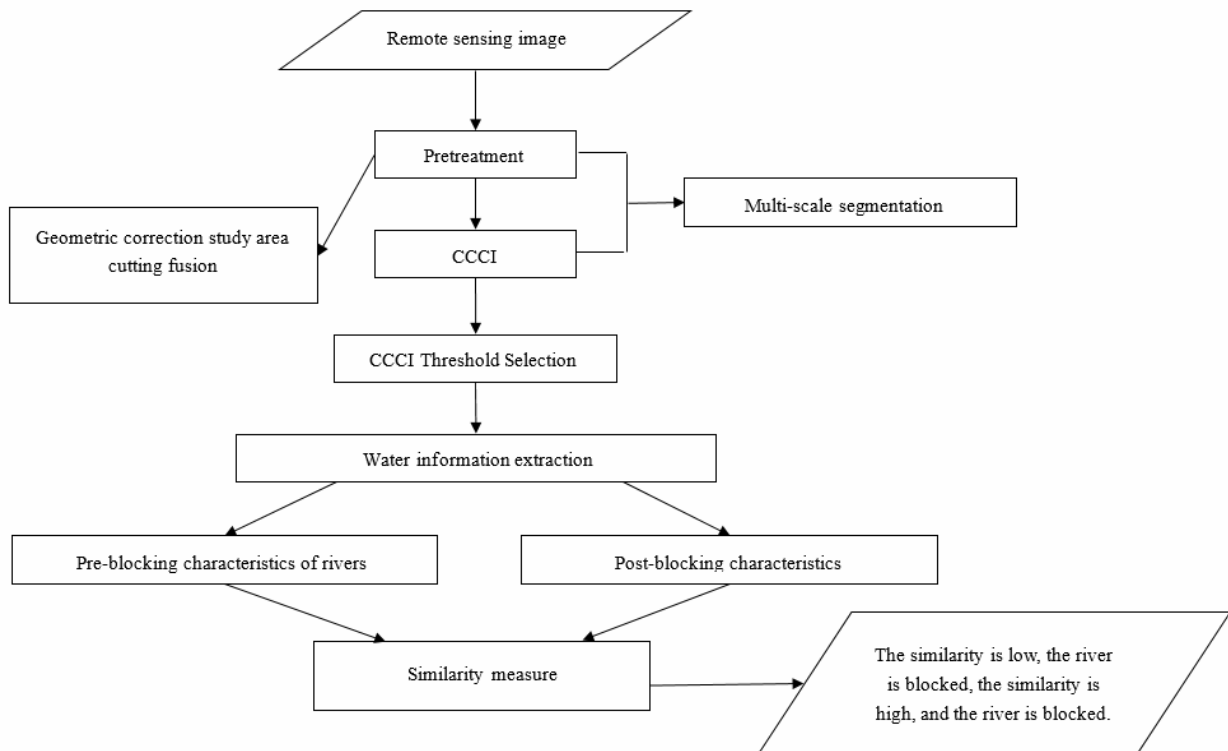 Remote sensing image
Pretreatment
Multi-scale segmentation
Geometric correction study area
cutting fusion
CCCI
CCCI Threshold Selection
Water information extraction
Pre-blocking characteristics of rivers
Post-blocking characteristics
Similarity measure
The similarity is low, the river
is blocked, the similarity is
high, and the river is blocked.